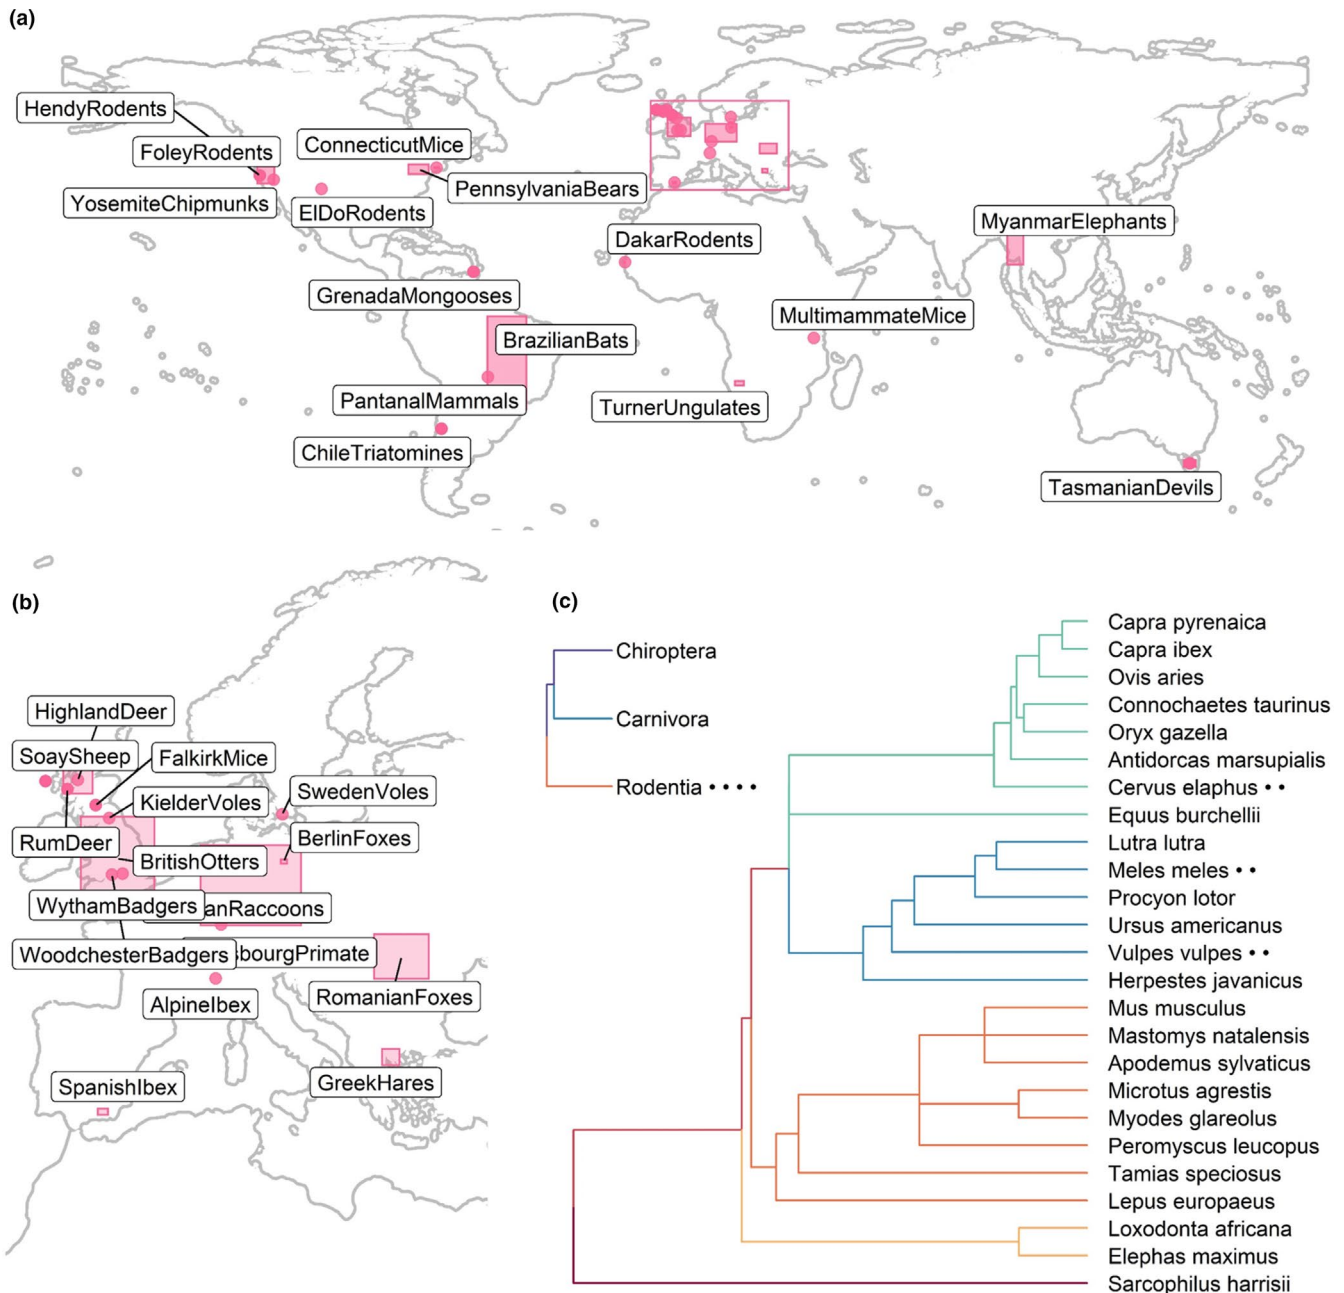 (a)
HendyRodents
FoleyRodents
ConnecticutMice
PennsylvaniaBears
YosemiteChipmunks
ElDoRodents
DakarRodents
MyanmarElephants
GrenadaMongooses
MultimammateMice
BrazilianBats
PantanalMammals
TurnerUngulates
ChileTriatomines
TasmanianDevils
(b)
HighlandDeer
SoaySheep
FalkirkMice
KielderVoles
SwedenVoles
RumDeer
BerlinFoxes
BritishOtters
WythamBadgers
anRaccoons
WoodchesterBadgers
sbourgPrimate
RomanianFoxes
AlpineIbex
GreekHares
SpanishIbex
(c)
Chiroptera
Carnivora
Rodentia ••••
Capra pyrenaica
Capra ibex
Ovis aries
Connochaetes taurinus
Oryx gazella
Antidorcas marsupialis
Cervus elaphus ••
Equus burchellii
Lutra lutra
Meles meles ••
Procyon lotor
Ursus americanus
Vulpes vulpes ••
Herpestes javanicus
Mus musculus
Mastomys natalensis
Apodemus sylvaticus
Microtus agrestis
Myodes glareolus
Peromyscus leucopus
Tamias speciosus
Lepus europaeus
Loxodonta africana
Elephas maximus
Sarcophilus harrisii